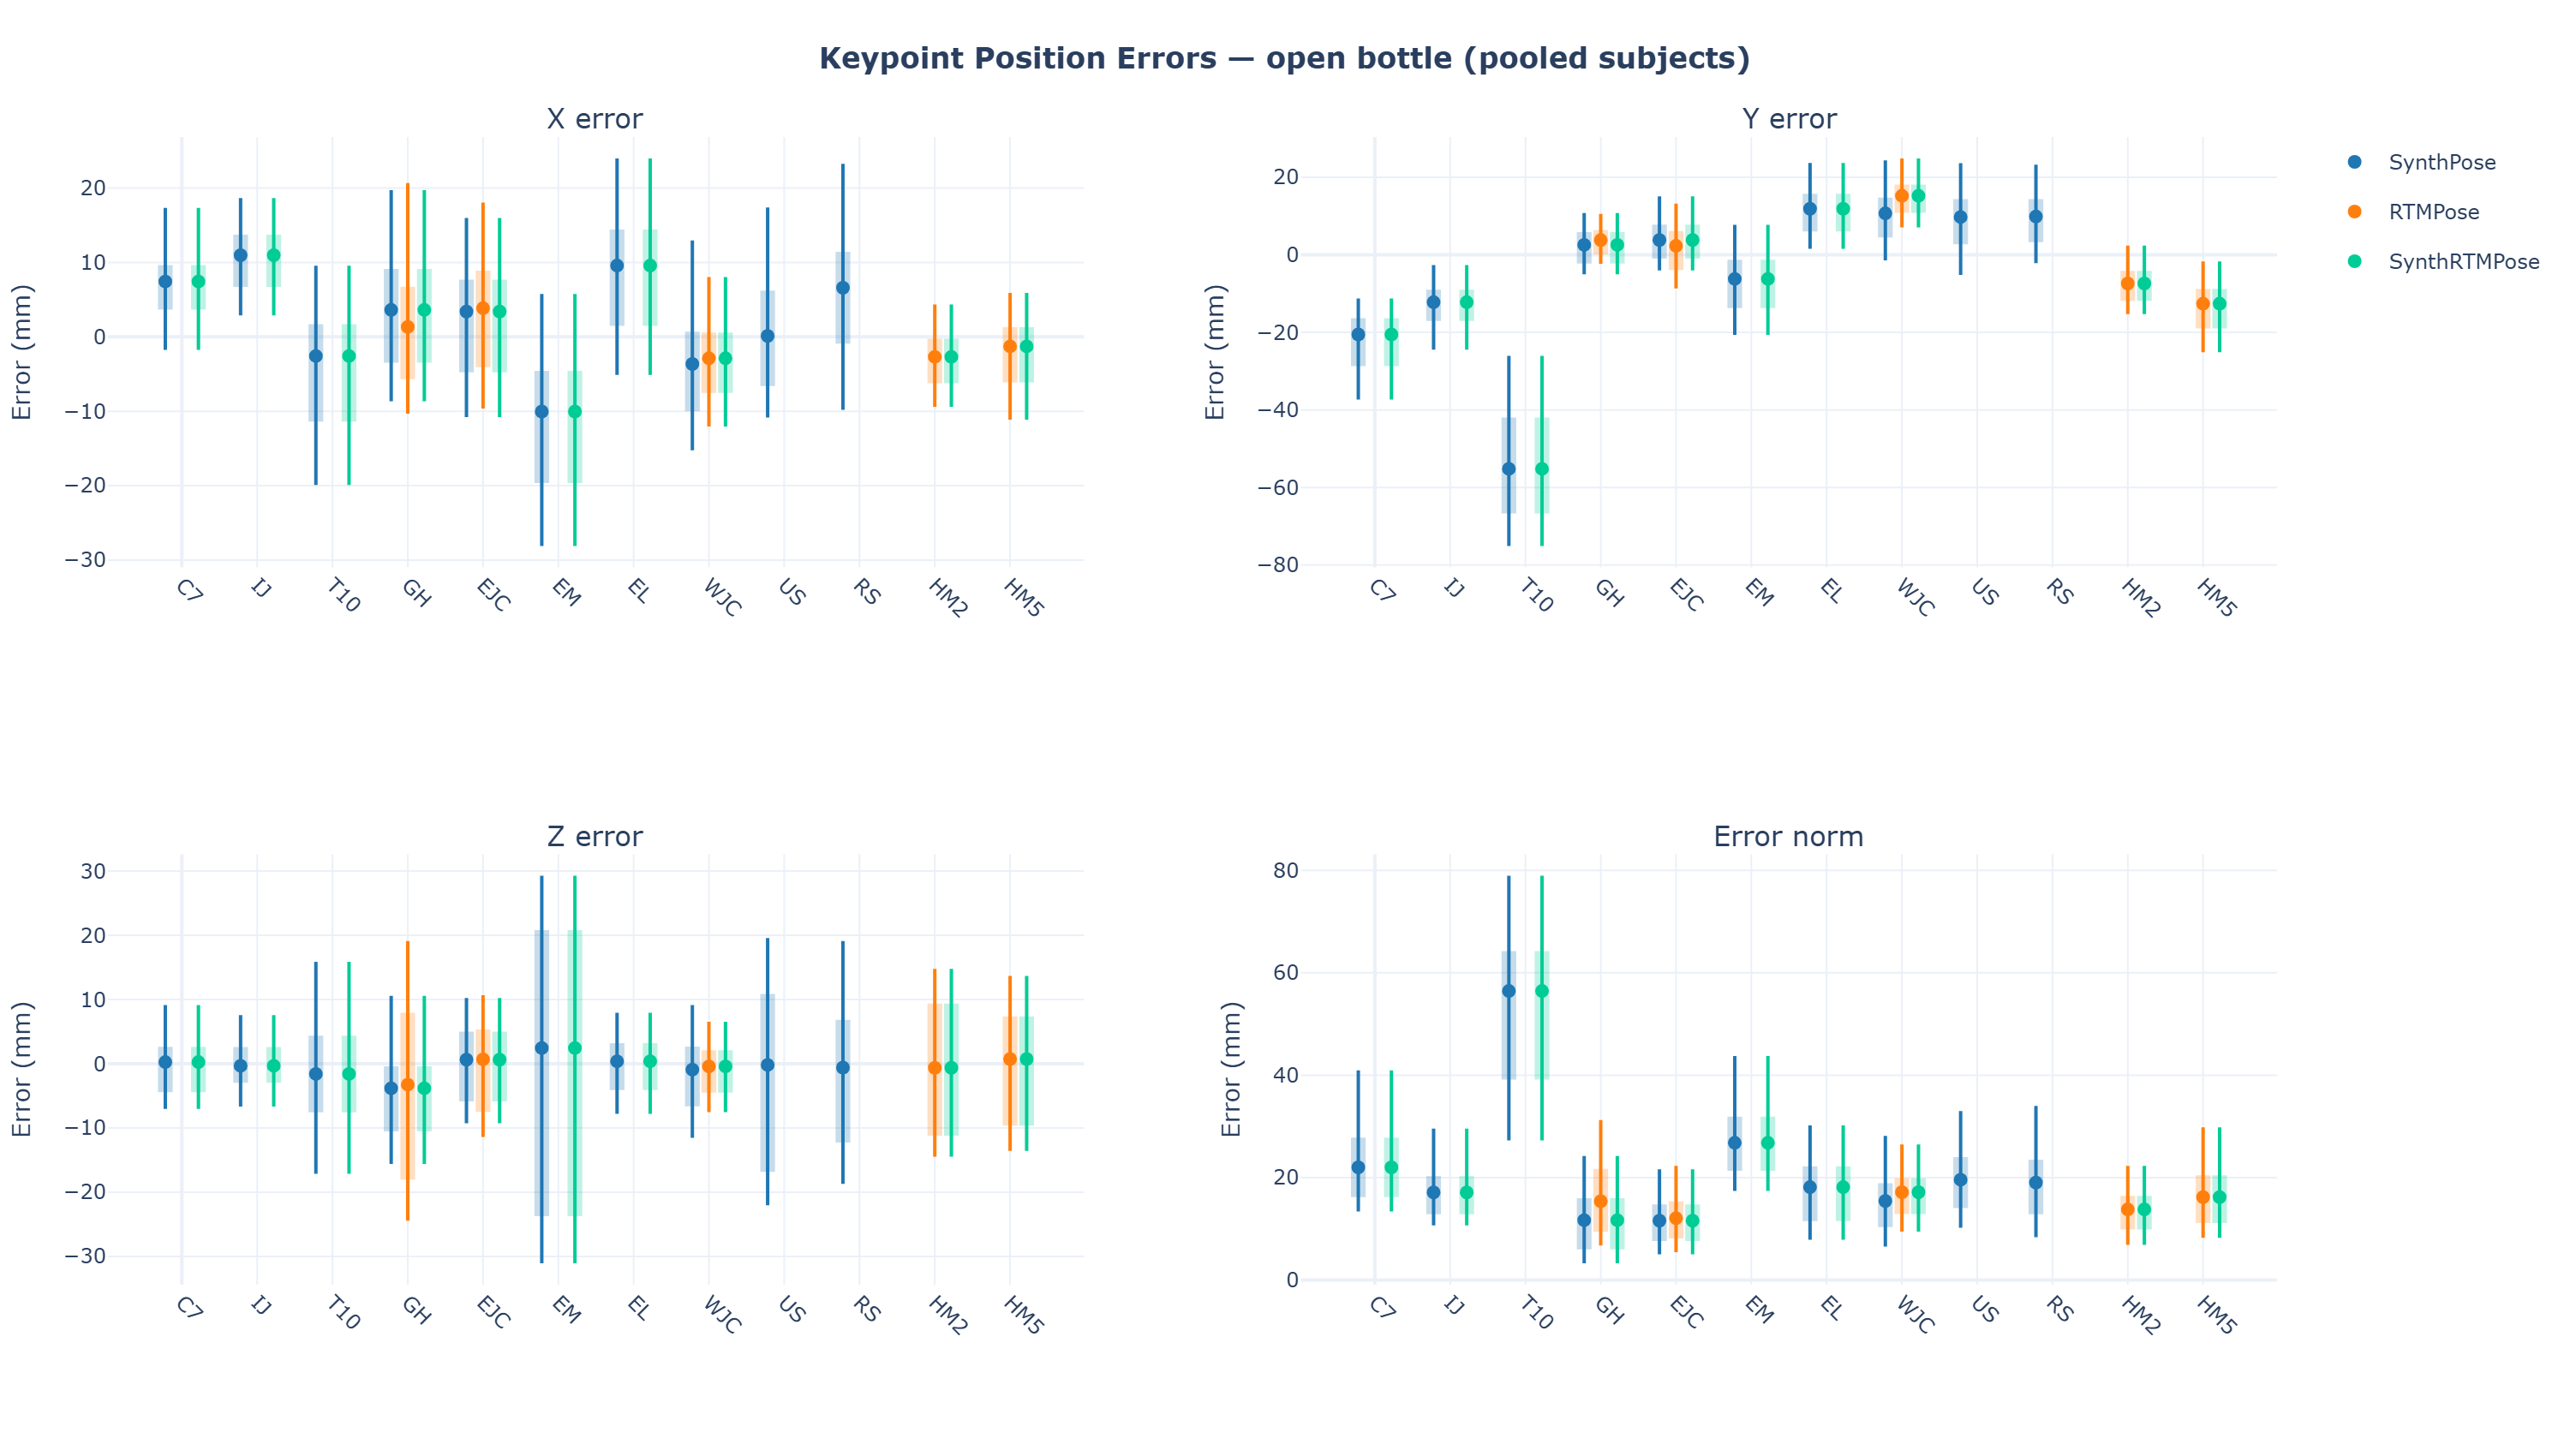 Keypoint Position Errors — open bottle (pooled subjects)
X error
Error (mm)
20
10
0
−10
−20
−30
C7 IJ T10 GH EJC EM EL WJC US RS HM2 HM5
Y error
Error (mm)
20
0
−20
−40
−60
−80
C7 IJ T10 GH EJC EM EL WJC US RS HM2 HM5
SynthPose
RTMPose
SynthRTMPose
Z error
Error (mm)
30
20
10
0
−10
−20
−30
C7 IJ T10 GH EJC EM EL WJC US RS HM2 HM5
Error norm
Error (mm)
80
60
40
20
0
C7 IJ T10 GH EJC EM EL WJC US RS HM2 HM5